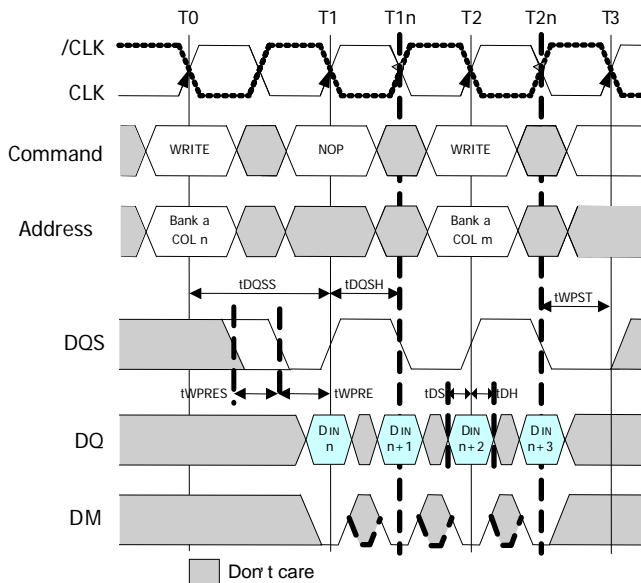 T0 T1 T1n T2 T2n T3
/CLK
CLK
Command WRITE NOP WRITE
Address Bank a COL n Bank a COL m
tDQSS tDQSH tWPST
DQS
tWPRES tWPRE tDS tDH
DQ DIN n DIN n+1 DIN n+2 DIN n+3
DM
Don't care